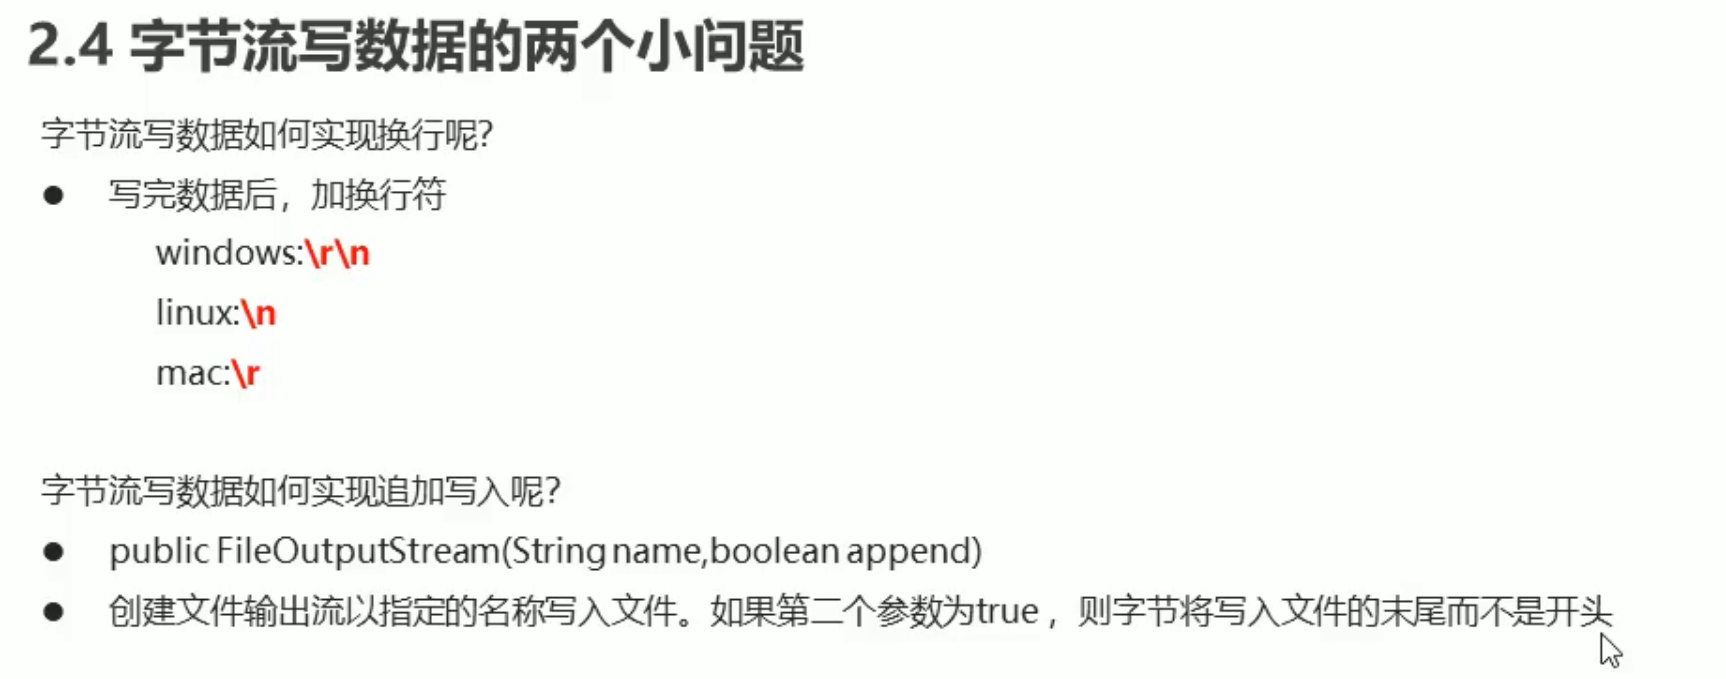 2.4 字节流写数据的两个小问题
字节流写数据如何实现换行呢?
● 写完数据后，加换行符
windows:\r\n
linux:\n
mac:\r
字节流写数据如何实现追加写入呢?
● public FileOutputStream(String name,boolean append)
● 创建文件输出流以指定的名称写入文件。如果第二个参数为true ，则字节将写入文件的末尾而不是开头